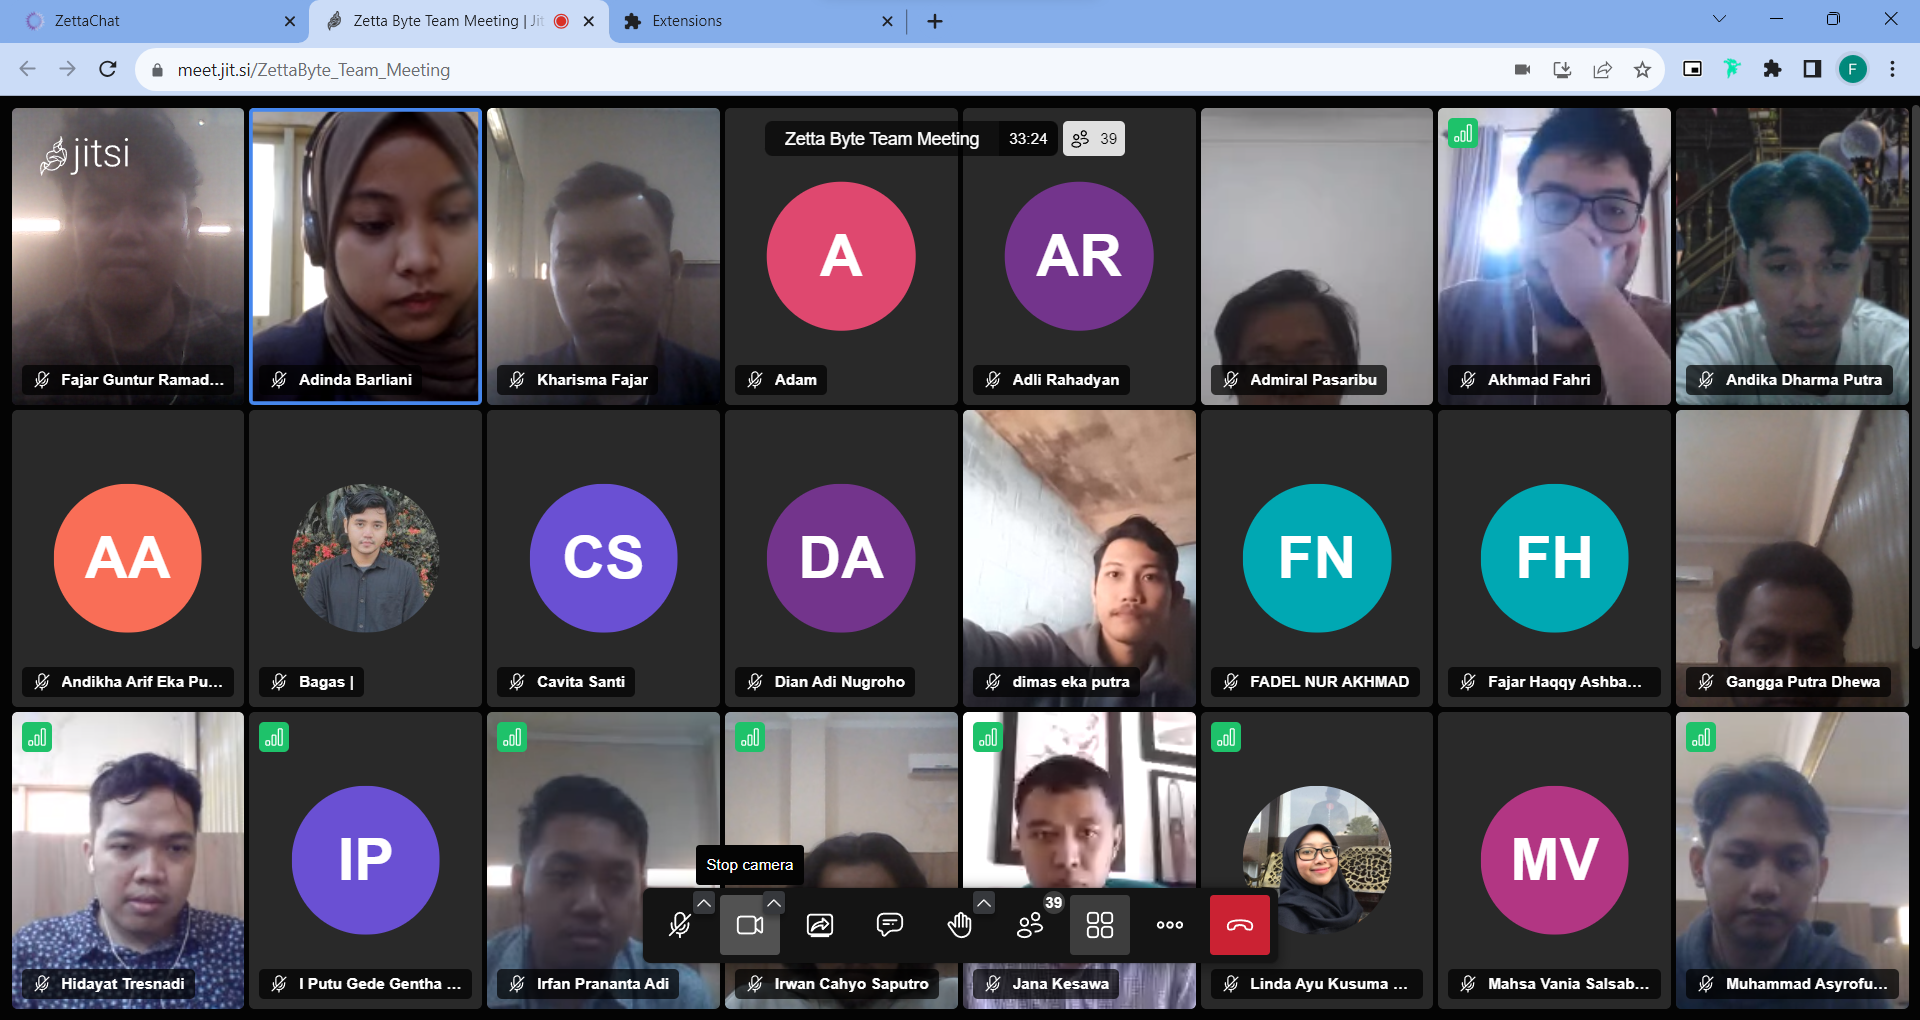 ZettaChat
Zetta Byte Team Meeting | Jit
Extensions
meet.jit.si/ZettaByte_Team_Meeting
F
jitsi
Zetta Byte Team Meeting 33:24 39
A
AR
Fajar Guntur Ramad...
Adinda Barliani
Kharisma Fajar
Adam
Adli Rahadyan
Admiral Pasaribu
Akhmad Fahri
Andika Dharma Putra
AA
CS
DA
FN
FH
Andikha Arif Eka Pu...
Bagas |
Cavita Santi
Dian Adi Nugroho
dimas eka putra
FADEL NUR AKHMAD
Fajar Haqqy Ashba...
Gangga Putra Dhewa
IP
MV
Stop camera
39
Hidayat Tresnadi
I Putu Gede Gentha ...
Irfan Prananta Adi
Irwan Cahyo Saputro
Jana Kesawa
Linda Ayu Kusuma ...
Mahsa Vania Salsab...
Muhammad Asyrofu...